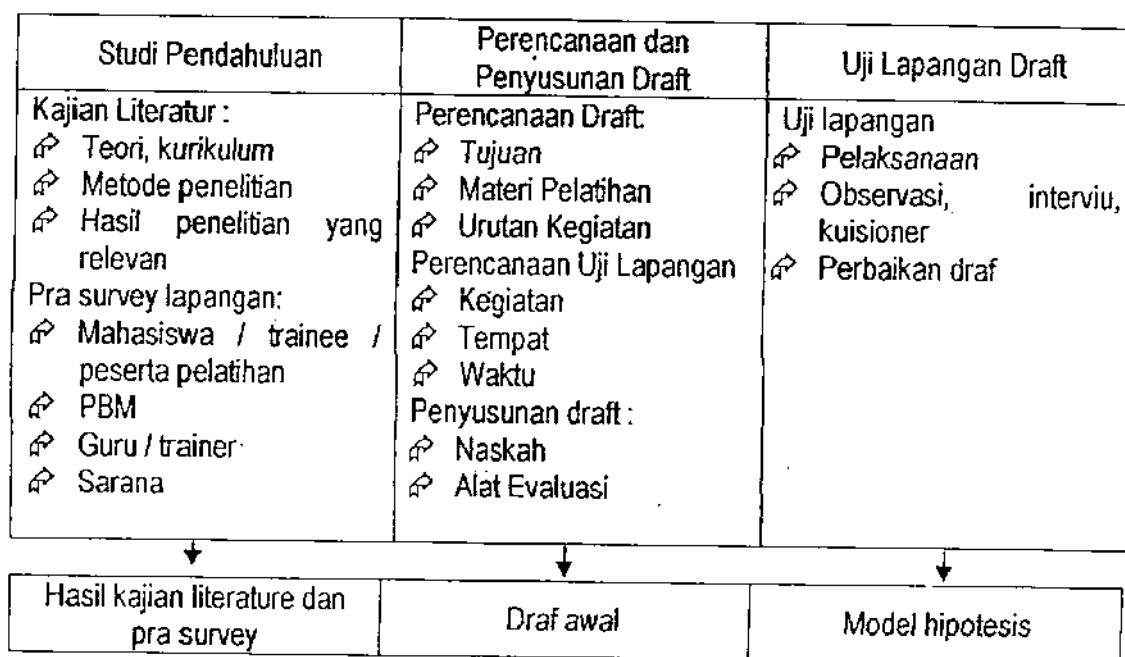 Studi Pendahuluan
Perencanaan dan
Penyusunan Draft
Uji Lapangan Draft
Kajian Literatur :
Teori, kurikulum
Metode penelitian
Hasil penelitian yang
relevan
Pra survey lapangan:
Mahasiswa / trainee /
peserta pelatihan
PBM
Guru / trainer
Sarana
Perencanaan Draft:
Tujuan
Materi Pelatihan
Urutan Kegiatan
Perencanaan Uji Lapangan
Kegiatan
Tempat
Waktu
Penyusunan draft :
Naskah
Alat Evaluasi
Uji lapangan
Pelaksanaan
Observasi, interviu,
kuisioner
Perbaikan draf
Hasil kajian literature dan
pra survey
Draf awal
Model hipotesis